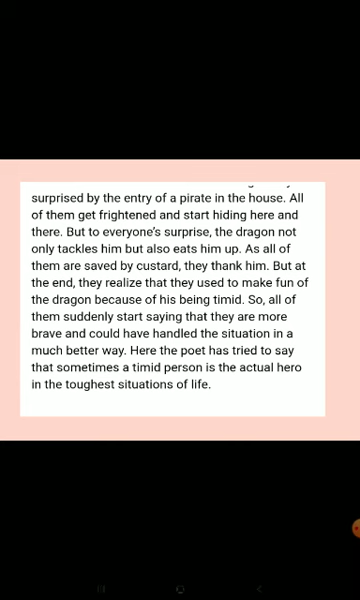 surprised by the entry of a pirate in the house. All
of them get frightened and start hiding here and
there. But to everyone's surprise, the dragon not
only tackles him but also eats him up. As all of
them are saved by custard, they thank him. But at
the end, they realize that they used to make fun of
the dragon because of his being timid. So, all of
them suddenly start saying that they are more
brave and could have handled the situation in a
much better way. Here the poet has tried to say
that sometimes a timid person is the actual hero
in the toughest situations of life.